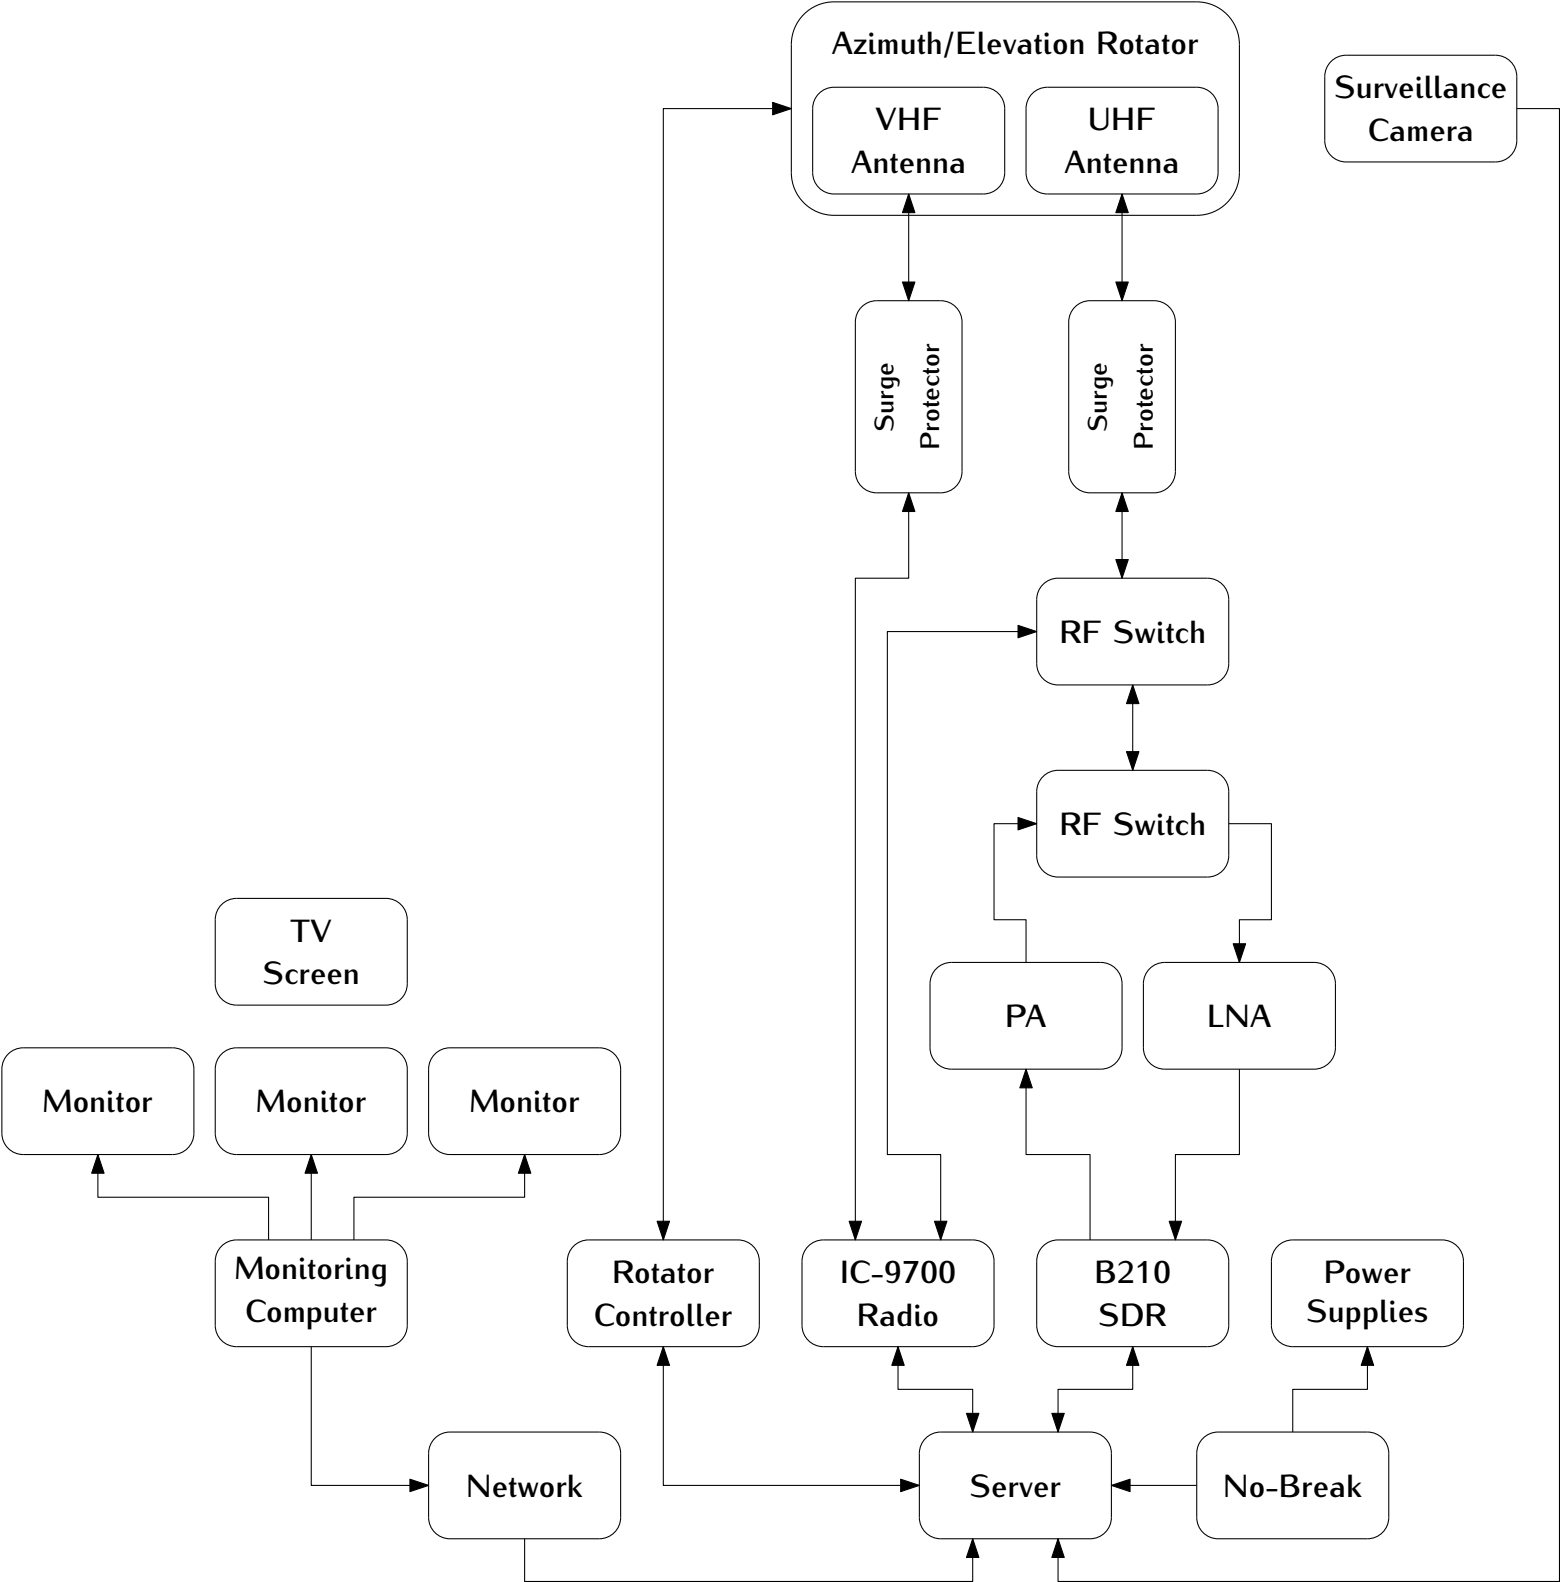 Azimuth/Elevation Rotator
VHF
Antenna
UHF
Antenna
Surveillance
Camera
Surge
Protector
Surge
Protector
RF Switch
RF Switch
TV
Screen
PA
LNA
Monitor
Monitor
Monitor
Monitoring
Computer
Rotator
Controller
IC-9700
Radio
B210
SDR
Power
Supplies
Network
Server
No-Break